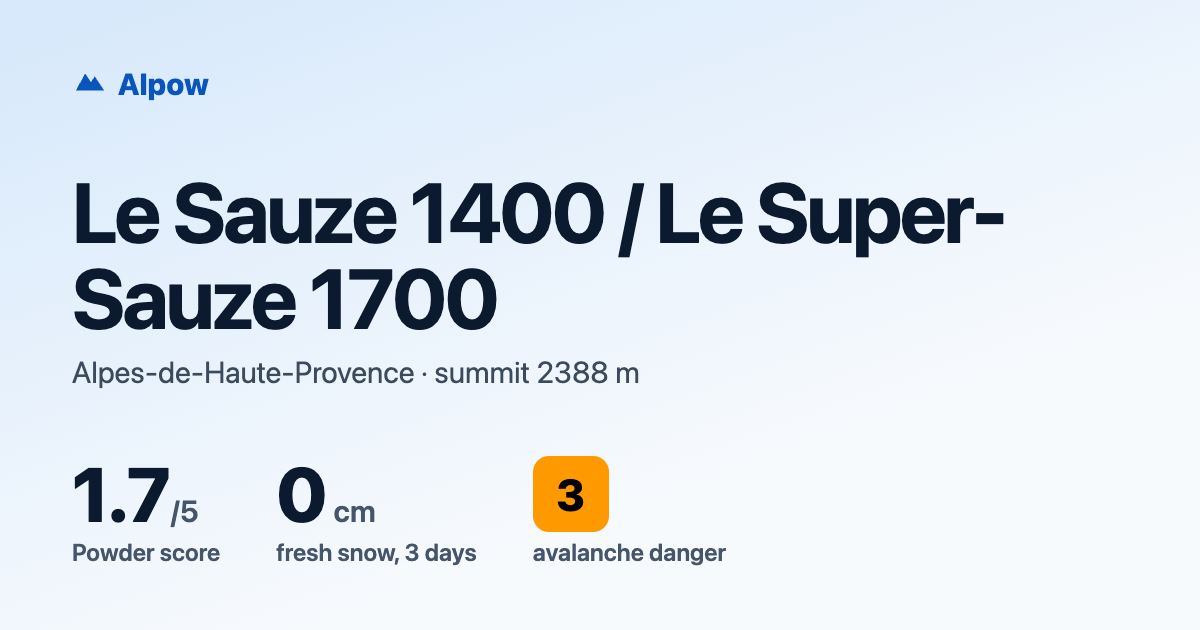 Alpow
Le Sauze 1400 / Le Super-
Sauze 1700
Alpes-de-Haute-Provence · summit 2388 m
1.7/5
Powder score
0 cm
fresh snow, 3 days
3
avalanche danger